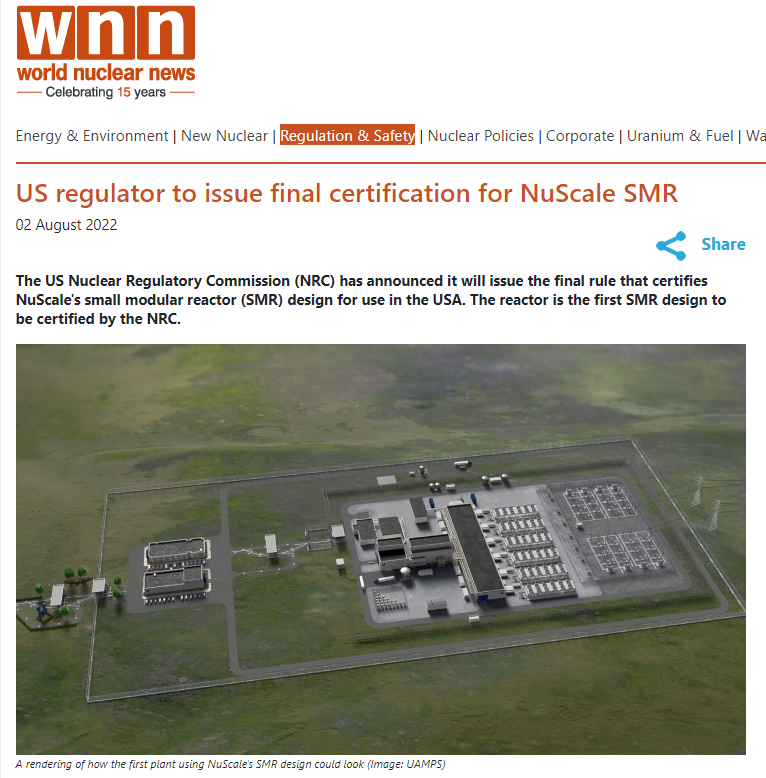 wnn
world nuclear news
Celebrating 15 years
Energy & Environment | New Nuclear | Regulation & Safety | Nuclear Policies | Corporate | Uranium & Fuel | Wa
US regulator to issue final certification for NuScale SMR
02 August 2022
Share
The US Nuclear Regulatory Commission (NRC) has announced it will issue the final rule that certifies
NuScale's small modular reactor (SMR) design for use in the USA. The reactor is the first SMR design to
be certified by the NRC.
A rendering of how the first plant using NuScale's SMR design could look (Image: UAMPS)